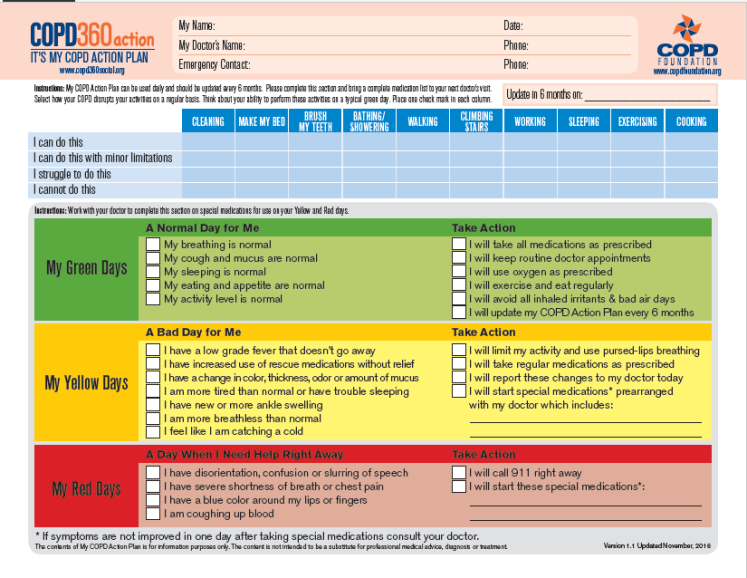 COPD360action
IT'S MY COPD ACTION PLAN
www.copd360social.org
My Name:
Date:
My Doctor's Name:
Phone:
Emergency Contact:
Phone:
COPD
FOUNDATION
www.copdfoundation.org
Instructions: My COPD Action Plan can be used daily and should be updated every 6 months. Please complete this section and bring a complete medication list to your next doctor's visit.
Select how your COPD disrupts your activities on a regular basis. Think about your ability to perform these activities on a typical green day. Place one check mark in each column.
Update in 6 months on:
CLEANING
MAKE MY BED
BRUSH
MY TEETH
BATHING/
SHOWERING
WALKING
CLIMBING
STAIRS
WORKING
SLEEPING
EXERCISING
COOKING
I can do this
I can do this with minor limitations
I struggle to do this
I cannot do this
Instructions: Work with your doctor to complete this section on special medications for use on your Yellow and Red days.
My Green Days
A Normal Day for Me
My breathing is normal
My cough and mucus are normal
My sleeping is normal
My eating and appetite are normal
My activity level is normal
Take Action
I will take all medications as prescribed
I will keep routine doctor appointments
I will use oxygen as prescribed
I will exercise and eat regularly
I will avoid all inhaled irritants & bad air days
I will update my COPD Action Plan every 6 months
My Yellow Days
A Bad Day for Me
I have a low grade fever that doesn't go away
I have increased use of rescue medications without relief
I have a change in color, thickness, odor or amount of mucus
I am more tired than normal or have trouble sleeping
I have new or more ankle swelling
I am more breathless than normal
I feel like I am catching a cold
Take Action
I will limit my activity and use pursed-lips breathing
I will take regular medications as prescribed
I will report these changes to my doctor today
I will start special medications* prearranged
with my doctor which includes:
My Red Days
A Day When I Need Help Right Away
I have disorientation, confusion or slurring of speech
I have severe shortness of breath or chest pain
I have a blue color around my lips or fingers
I am coughing up blood
Take Action
I will call 911 right away
I will start these special medications*:
* If symptoms are not improved in one day after taking special medications consult your doctor.
The contents of My COPD Action Plan is for information purposes only. The content is not intended to be a substitute for professional medical advice, diagnosis or treatment.
Version 1.1 Updated November, 2016